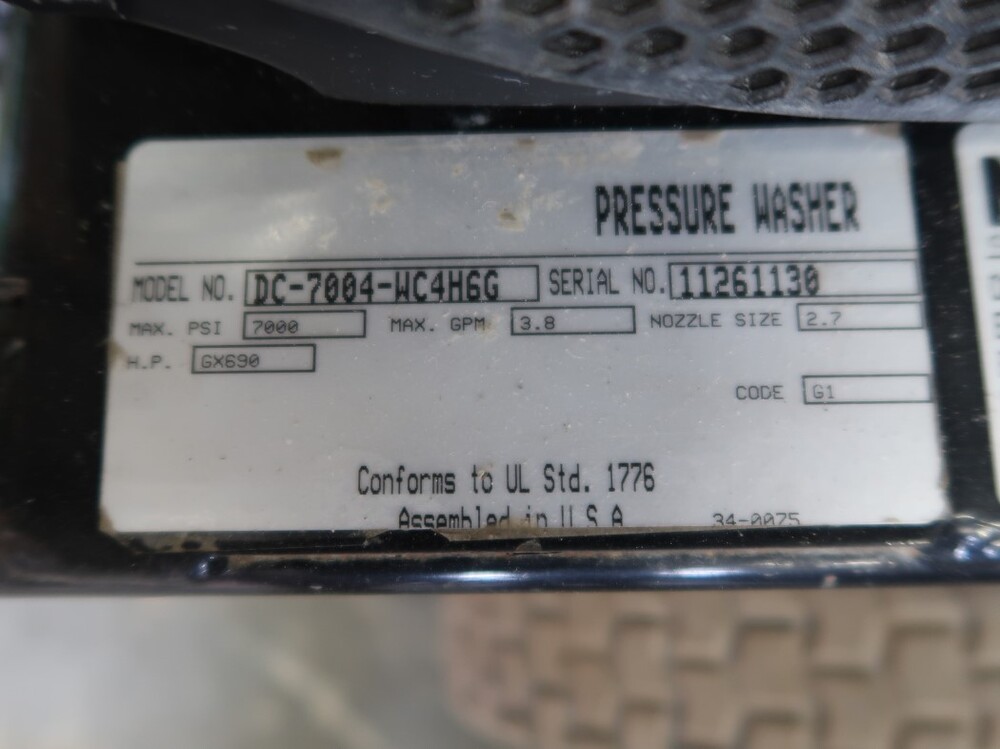 PRESSURE WASHER
MODEL NO. DC-7004-WC4H6G SERIAL NO. 11261130
MAX. PSI 7000 MAX. GPM 3.8 NOZZLE SIZE 2.7
H.P. GX690
CODE G1
Conforms to UL Std. 1776
Assembled in U.S.A 34-0075